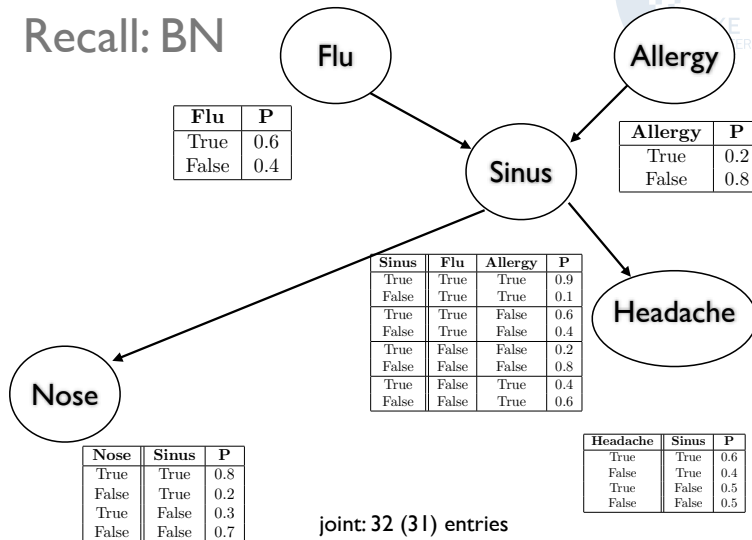 Recall: BN
Flu
Allergy
KE
ER
Flu P
True 0.6
False 0.4
Allergy P
True 0.2
False 0.8
Sinus
Sinus Flu Allergy P
True True True 0.9
False True True 0.1
True True False 0.6
False True False 0.4
True False False 0.2
False False False 0.8
True False True 0.4
False False True 0.6
Headache
Nose
Nose Sinus P
True True 0.8
False True 0.2
True False 0.3
False False 0.7
Headache Sinus P
True True 0.6
False True 0.4
True False 0.5
False False 0.5
joint: 32 (31) entries